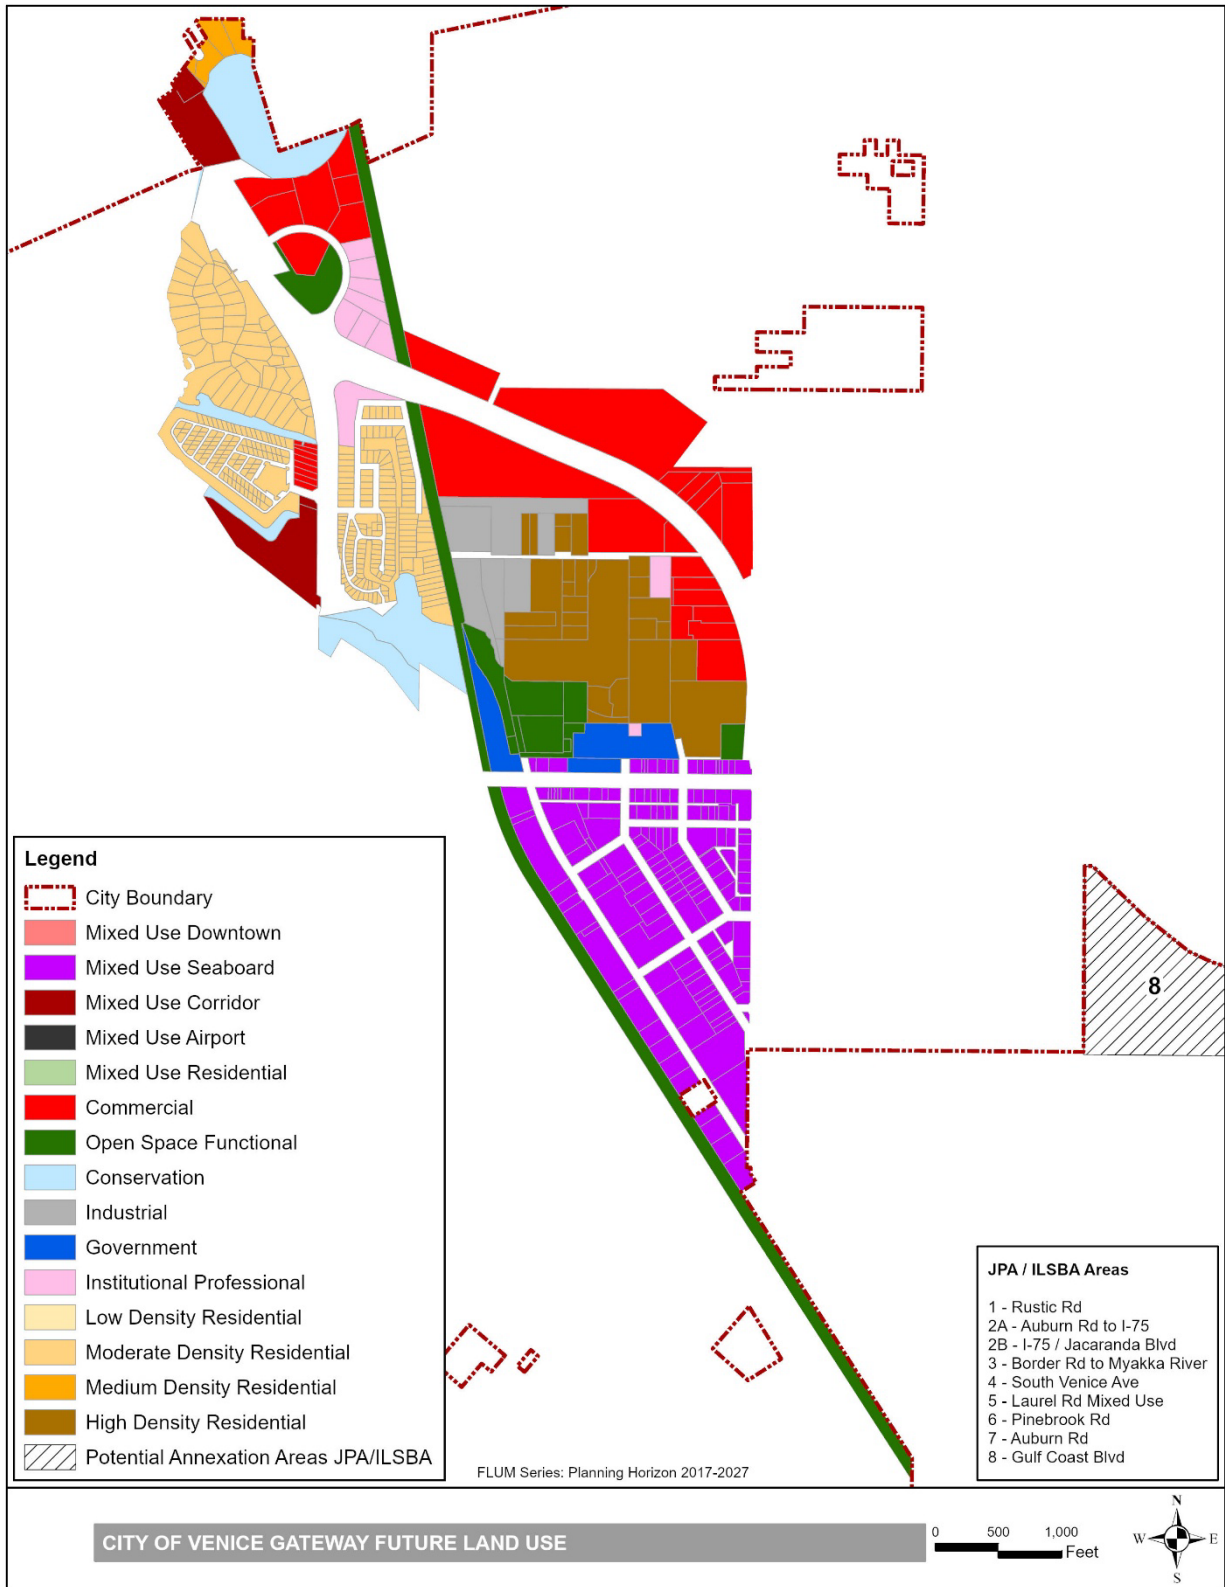 8
Legend
City Boundary
Mixed Use Downtown
Mixed Use Seaboard
Mixed Use Corridor
Mixed Use Airport
Mixed Use Residential
Commercial
Open Space Functional
Conservation
Industrial
Government
Institutional Professional
Low Density Residential
Moderate Density Residential
Medium Density Residential
High Density Residential
Potential Annexation Areas JPA/ILSBA
FLUM Series: Planning Horizon 2017-2027
JPA / ILSBA Areas
1 - Rustic Rd
2A - Auburn Rd to I-75
2B - I-75 / Jacaranda Blvd
3 - Border Rd to Myakka River
4 - South Venice Ave
5 - Laurel Rd Mixed Use
6 - Pinebrook Rd
7 - Auburn Rd
8 - Gulf Coast Blvd
CITY OF VENICE GATEWAY FUTURE LAND USE
0 500 1,000
Feet
N
W E
S